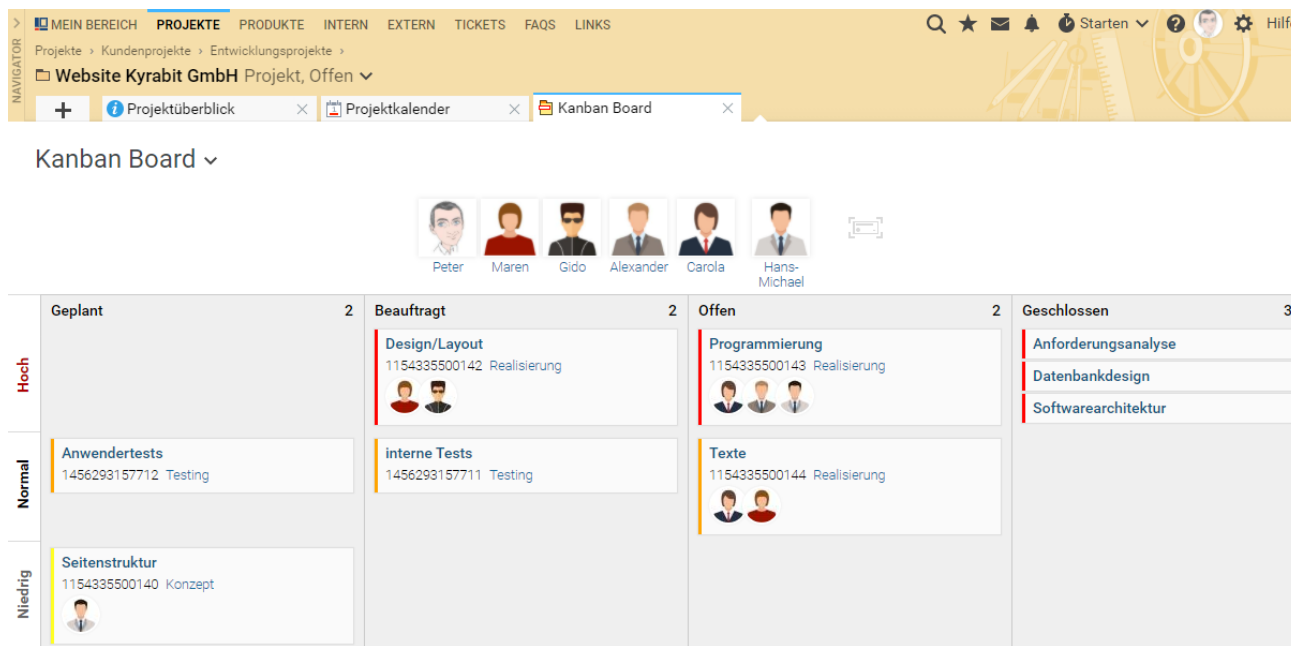 MEIN BEREICH PROJEKTE PRODUKTE INTERN EXTERN TICKETS FAQS LINKS Starten Hilfe
NAVIGATOR
Projekte › Kundenprojekte › Entwicklungsprojekte ›
Website Kyrabit GmbH Projekt, Offen
Projektüberblick Projektkalender Kanban Board
Kanban Board
Peter Maren Gido Alexander Carola Hans-
Michael
Geplant 2 Beauftragt 2 Offen 2 Geschlossen 3
Hoch
Design/Layout
1154335500142 Realisierung
Programmierung
1154335500143 Realisierung
Anforderungsanalyse
Datenbankdesign
Softwarearchitektur
Normal
Anwendertests
1456293157712 Testing
interne Tests
1456293157711 Testing
Texte
1154335500144 Realisierung
Niedrig
Seitenstruktur
1154335500140 Konzept